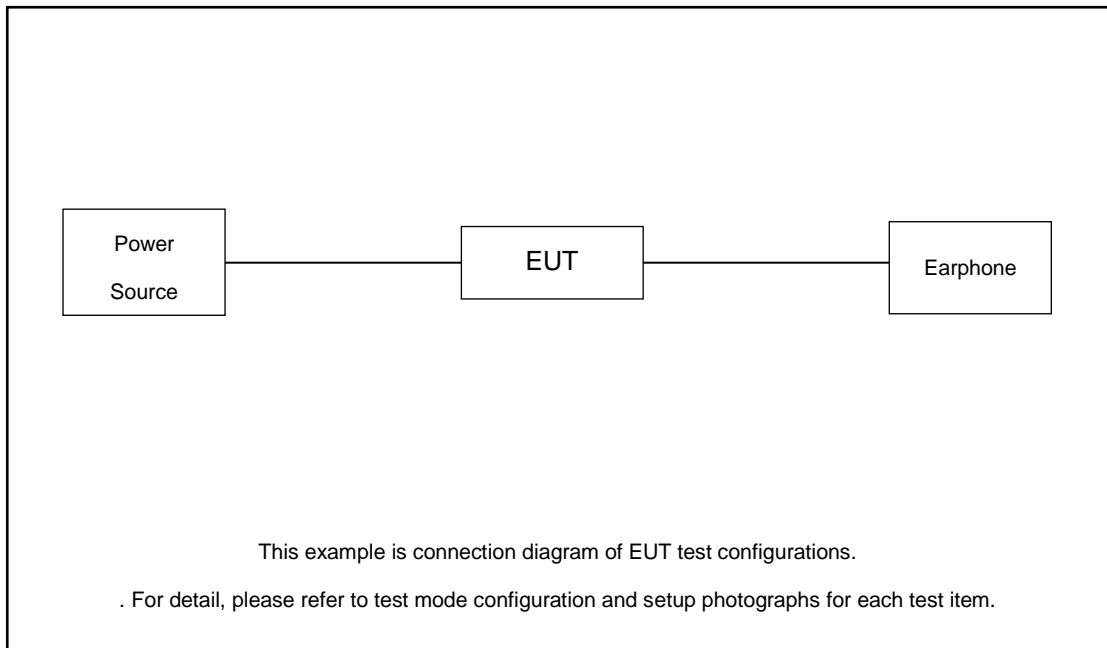 Power
Source
EUT
Earphone
This example is connection diagram of EUT test configurations.
. For detail, please refer to test mode configuration and setup photographs for each test item.